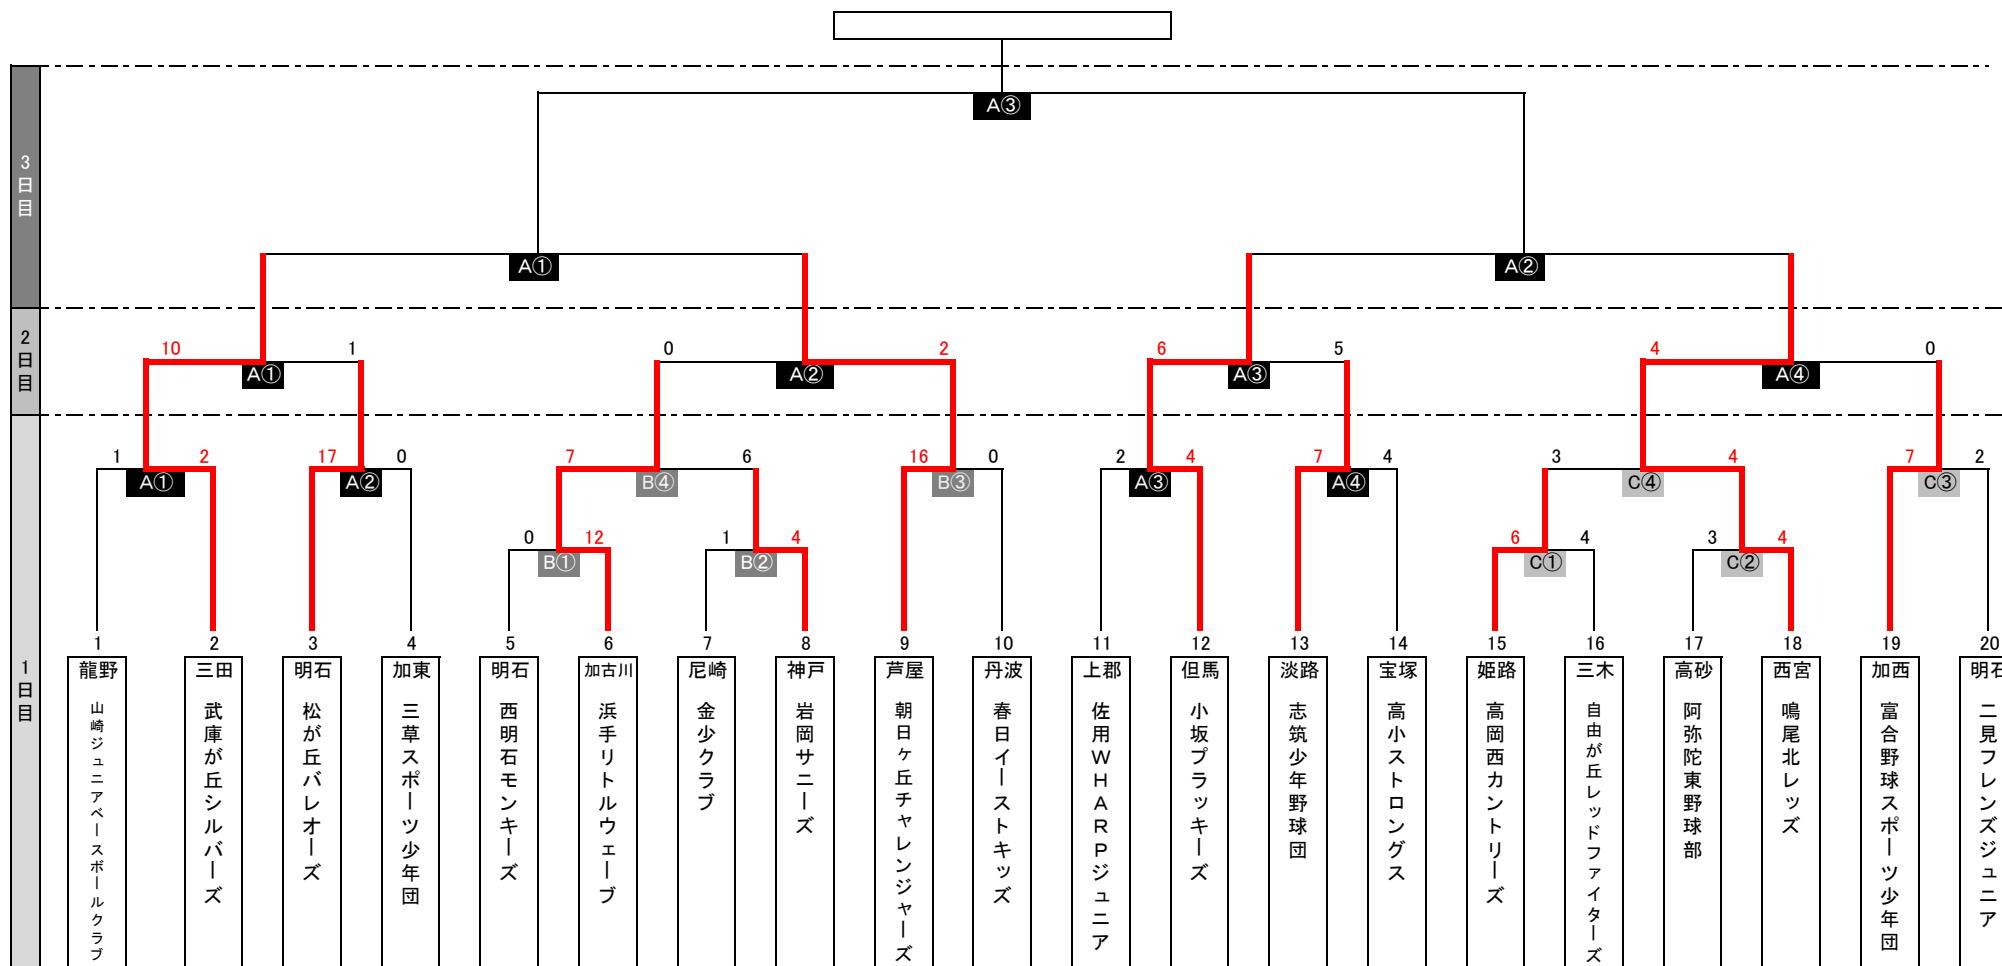 A③
3日目
A① A②
2日目
10 1 0 2 6 5 4 0
A① A② A③ A④
1 2 17 0 7 6 16 0 2 4 7 4 3 4 7 2
A① A② B④ B③ A③ A④ C④ C③
0 12 1 4 6 4 3 4
B① B② C① C②
1日目
1 2 3 4 5 6 7 8 9 10 11 12 13 14 15 16 17 18 19 20
龍野 三田 明石 加東 明石 加古川 尼崎 神戸 芦屋 丹波 上郡 但馬 淡路 宝塚 姫路 三木 高砂 西宮 加西 明石
山崎ジュニアベースボールクラブ
武庫が丘シルバーズ
松が丘バレオーズ
三草スポーツ少年団
西明石モンキーズ
浜手リトルウェーブ
金少クラブ
岩岡サニーズ
朝日ヶ丘チャレンジャーズ
春日イーストキッズ
佐用WHARPジュニア
小坂プラッキーズ
志筑少年野球団
高小ストロングス
高岡西カントリーズ
自由が丘レッドファイターズ
阿弥陀東野球部
鳴尾北レッズ
富合野球スポーツ少年団
二見フレンズジュニア